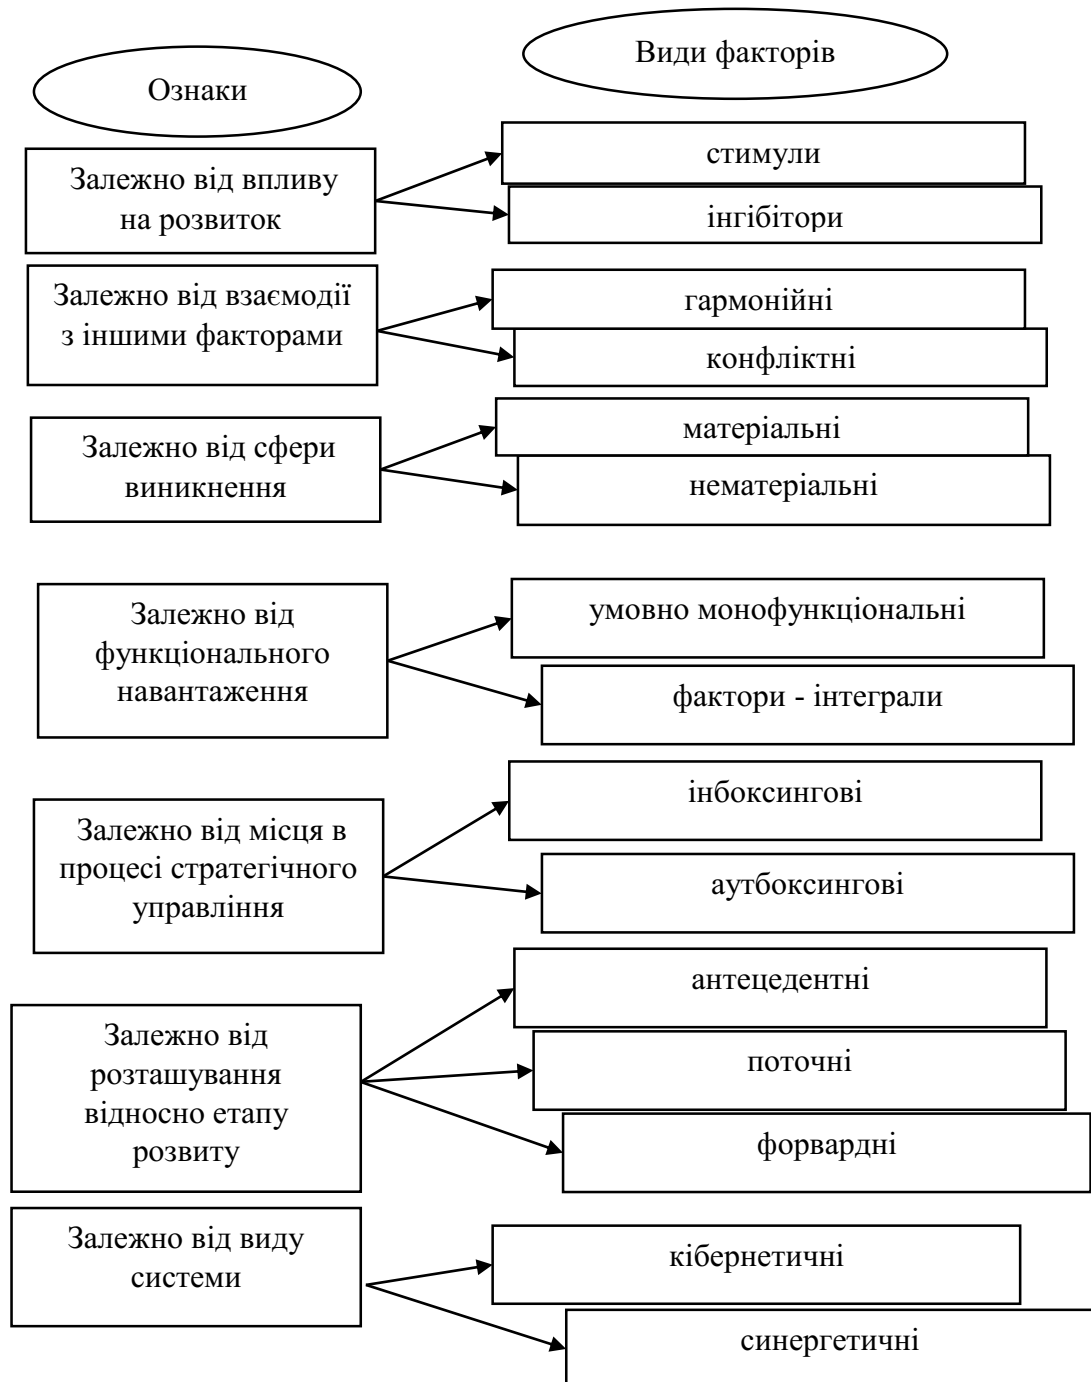 Ознаки
Види факторів
Залежно від впливу
на розвиток
стимули
інгібітори
Залежно від взаємодії
з іншими факторами
гармонійні
конфліктні
Залежно від сфери
виникнення
матеріальні
нематеріальні
Залежно від
функціонального
навантаження
умовно монофункціональні
фактори - інтеграли
Залежно від місця в
процесі стратегічного
управління
інбоксингові
аутбоксингові
Залежно від
розташування
відносно етапу
розвиту
антецедентні
поточні
форвардні
Залежно від виду
системи
кібернетичні
синергетичні